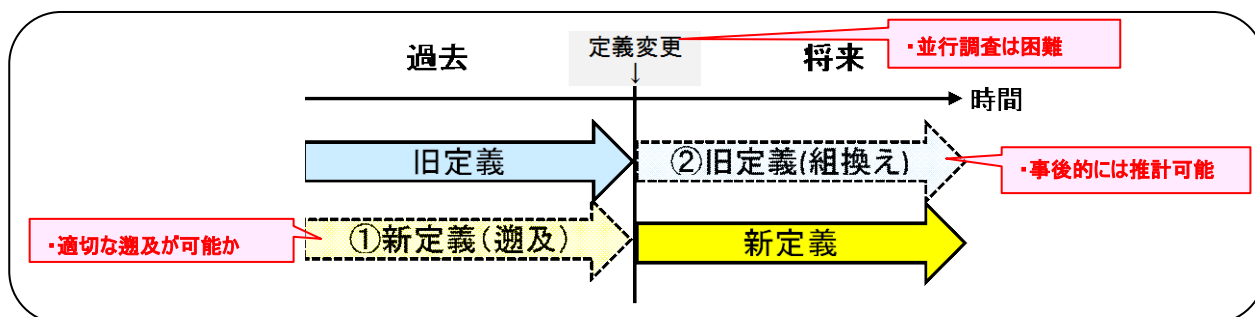 定義変更
↓
・並行調査は困難
過去
将来
時間
旧定義
②旧定義(組換え)
・事後的には推計可能
・適切な遡及が可能か
①新定義(遡及)
新定義